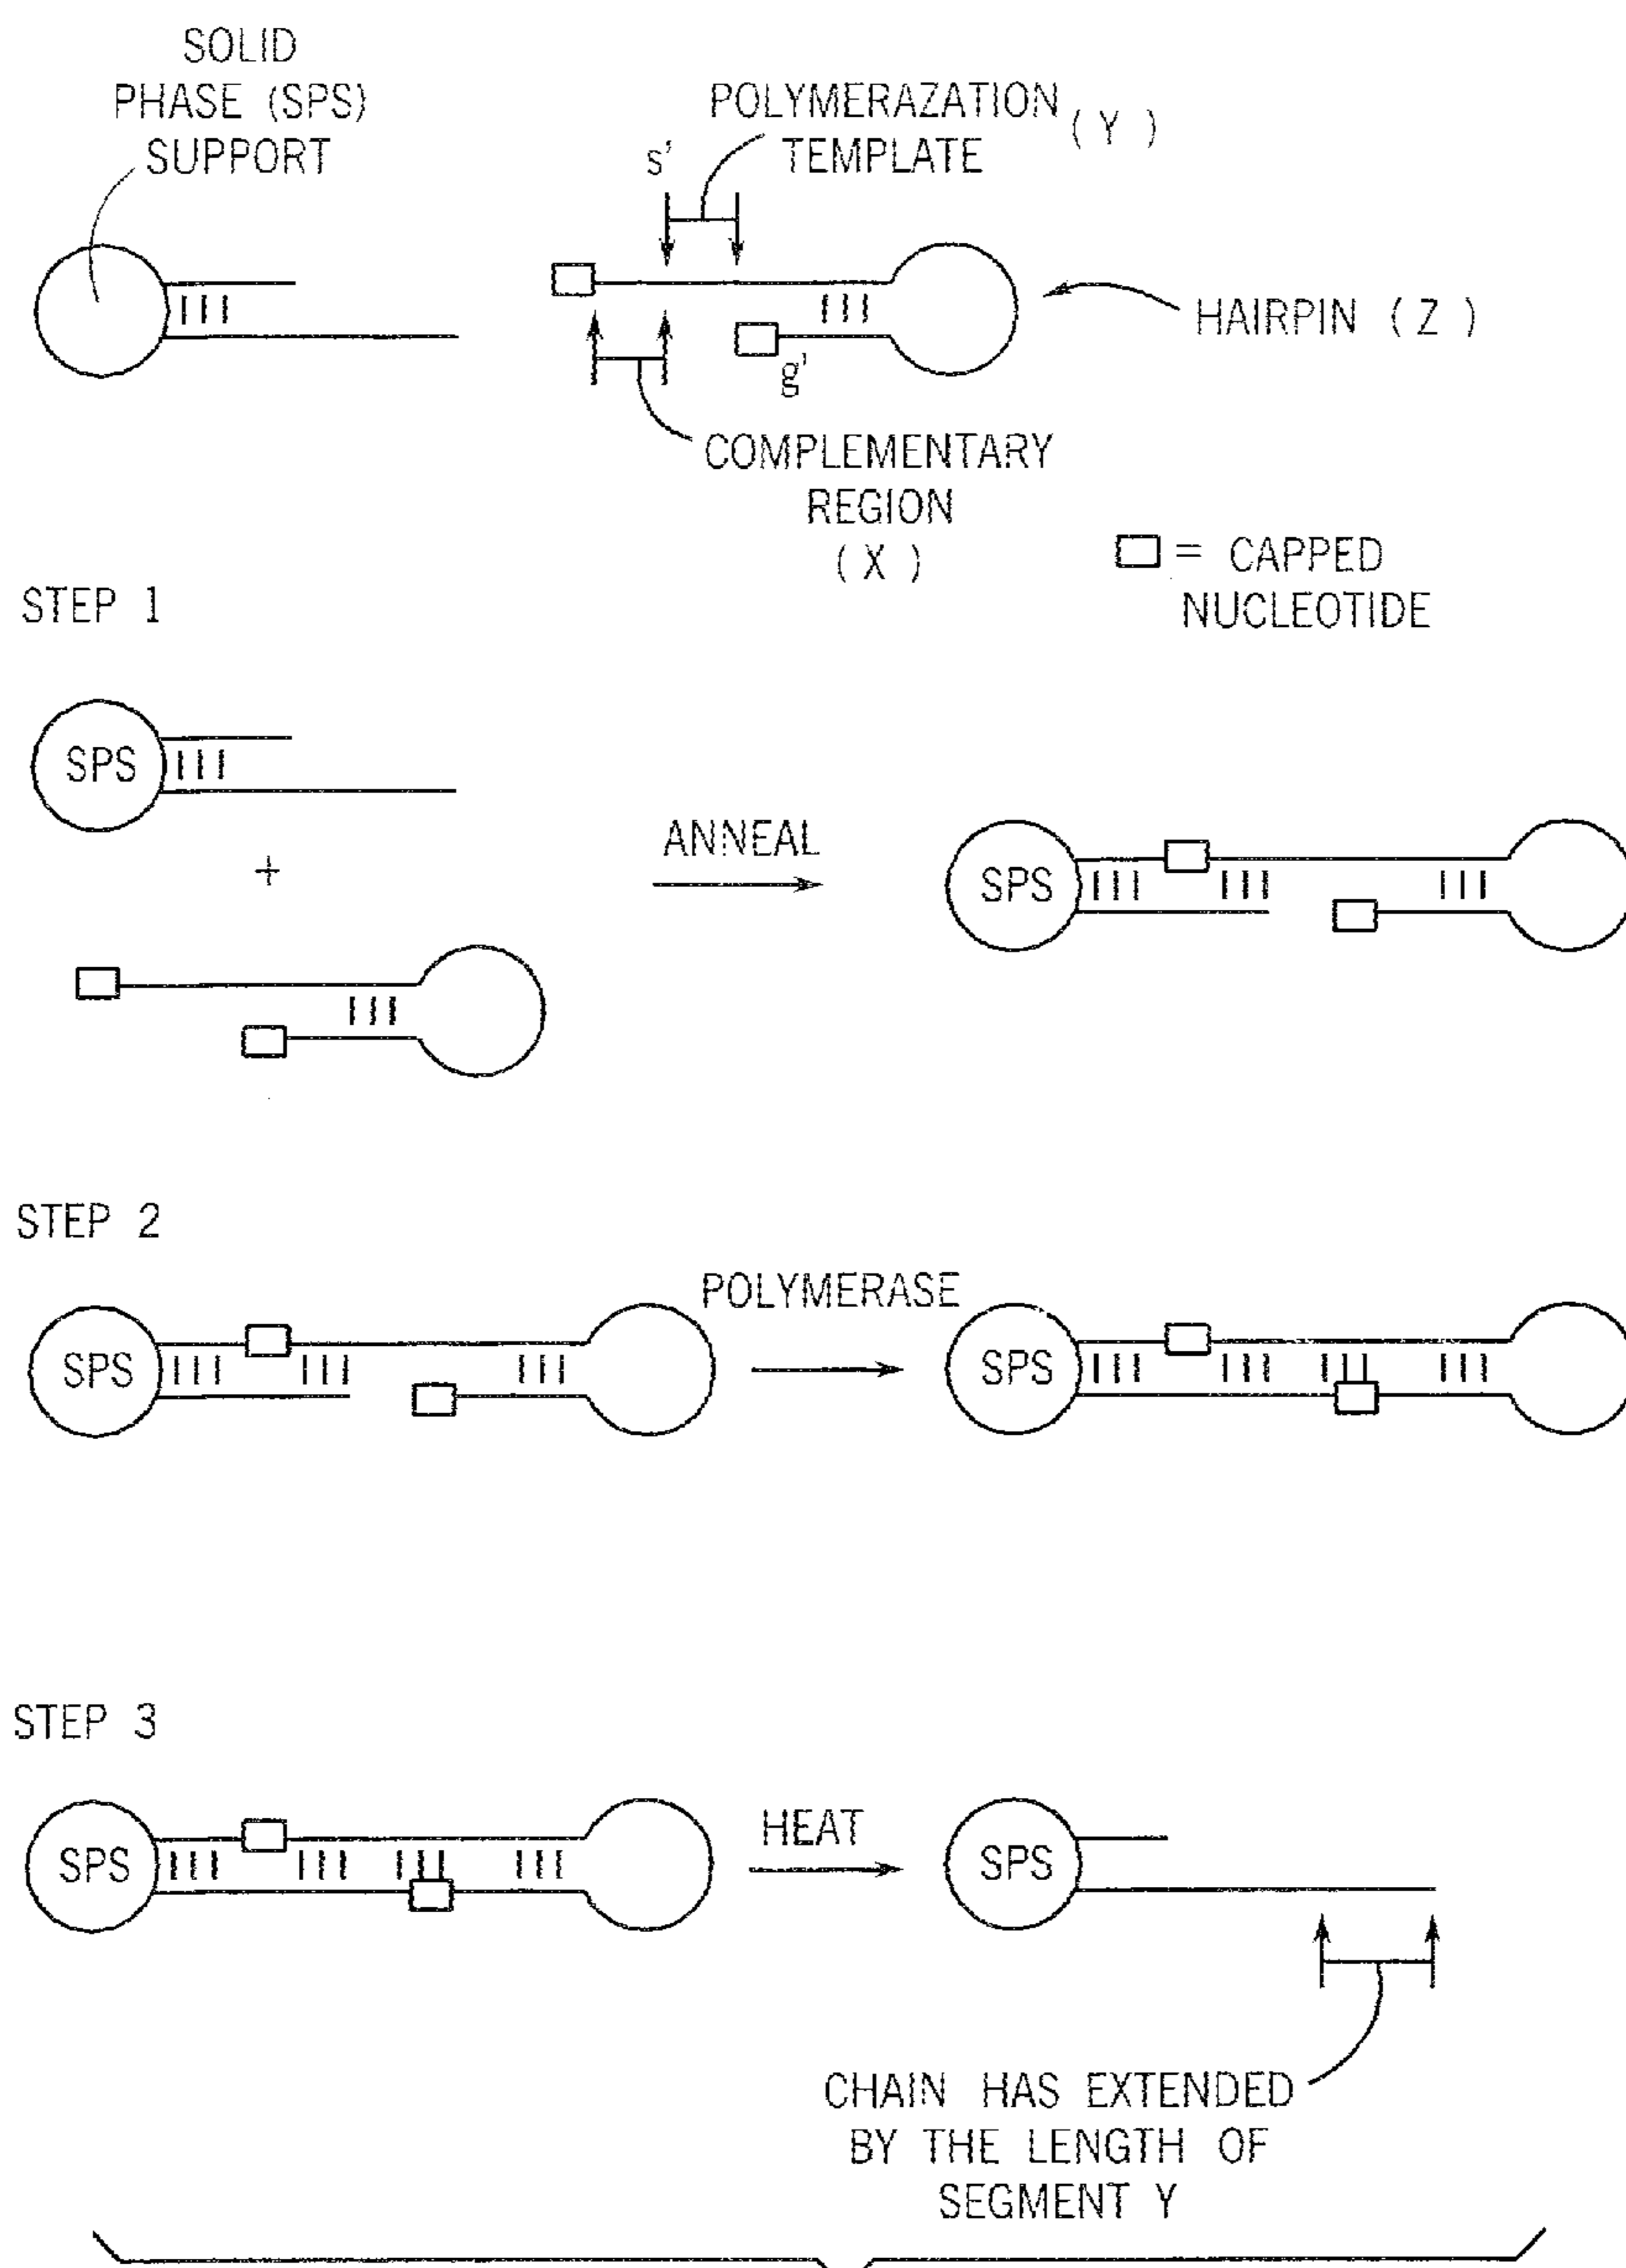 SOLID
PHASE (SPS)
SUPPORT
POLYMERAZATION
TEMPLATE
( Y )
s'
HAIRPIN ( Z )
g'
COMPLEMENTARY
REGION
( X )
= CAPPED
NUCLEOTIDE
STEP 1
SPS
+
ANNEAL
SPS
STEP 2
SPS
POLYMERASE
SPS
STEP 3
SPS
HEAT
SPS
CHAIN HAS EXTENDED
BY THE LENGTH OF
SEGMENT Y